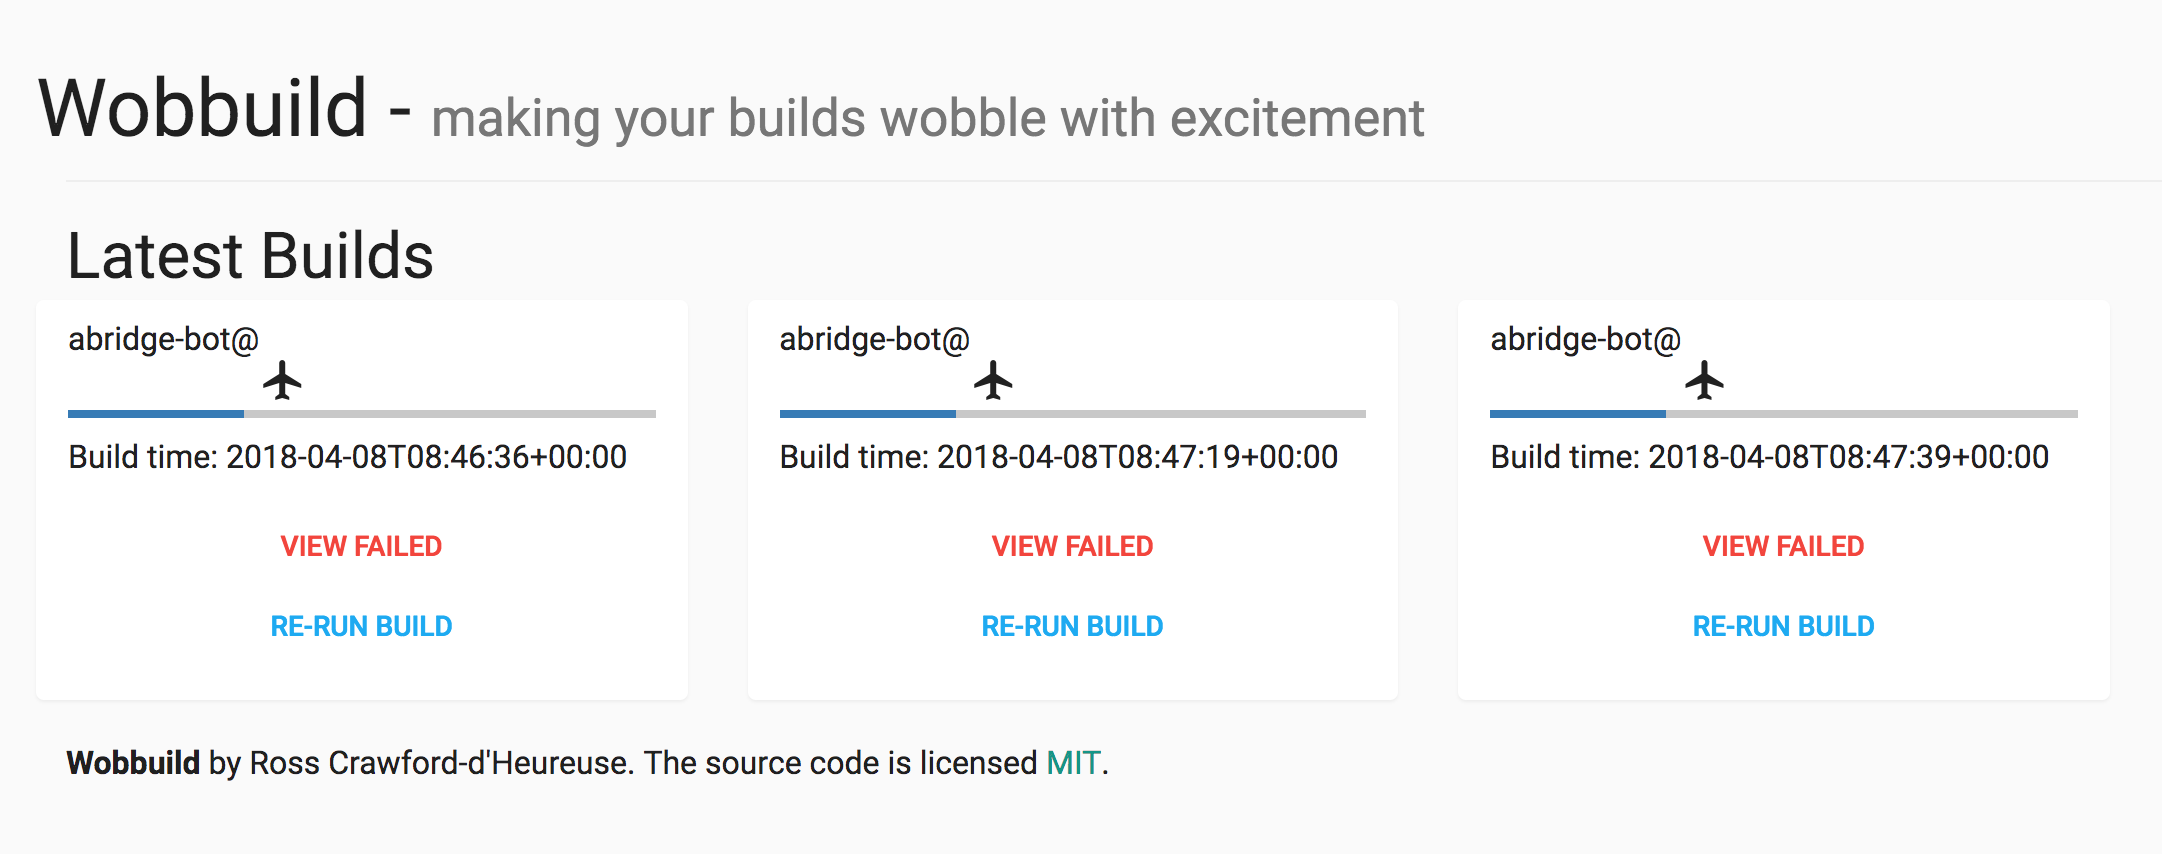 Wobbuild - making your builds wobble with excitement
Latest Builds
abridge-bot@
Build time: 2018-04-08T08:46:36+00:00
VIEW FAILED
RE-RUN BUILD
abridge-bot@
Build time: 2018-04-08T08:47:19+00:00
VIEW FAILED
RE-RUN BUILD
abridge-bot@
Build time: 2018-04-08T08:47:39+00:00
VIEW FAILED
RE-RUN BUILD
Wobbuild by Ross Crawford-d'Heureuse. The source code is licensed MIT.